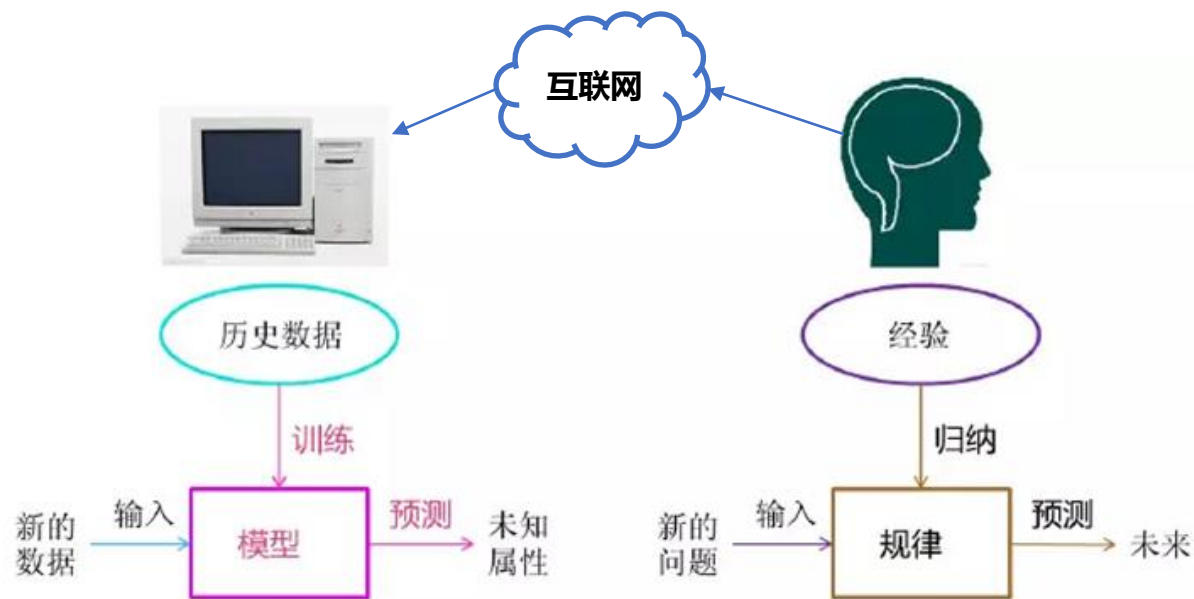 互联网
历史数据
经验
训练
归纳
新的
数据
输入
模型
预测
未知
属性
新的
问题
输入
规律
预测
未来